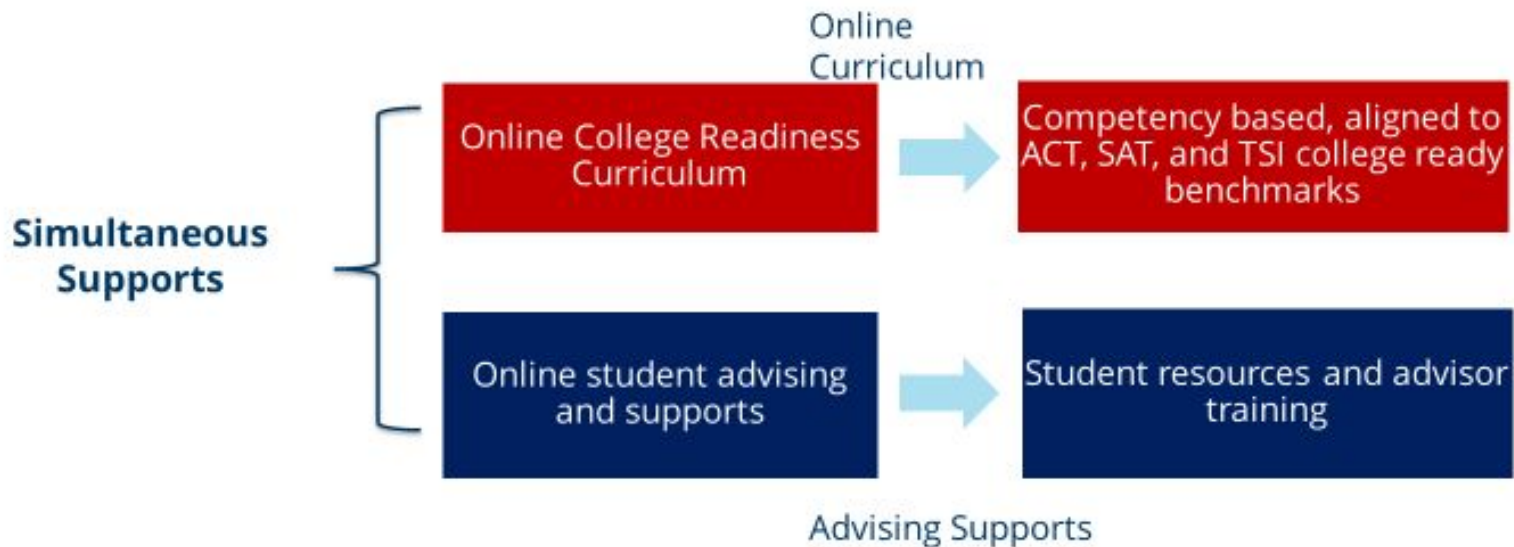 Online
Curriculum
Online College Readiness
Curriculum
Competency based, aligned to
ACT, SAT, and TSI college ready
benchmarks
Simultaneous
Supports
Online student advising
and supports
Student resources and advisor
training
Advising Supports